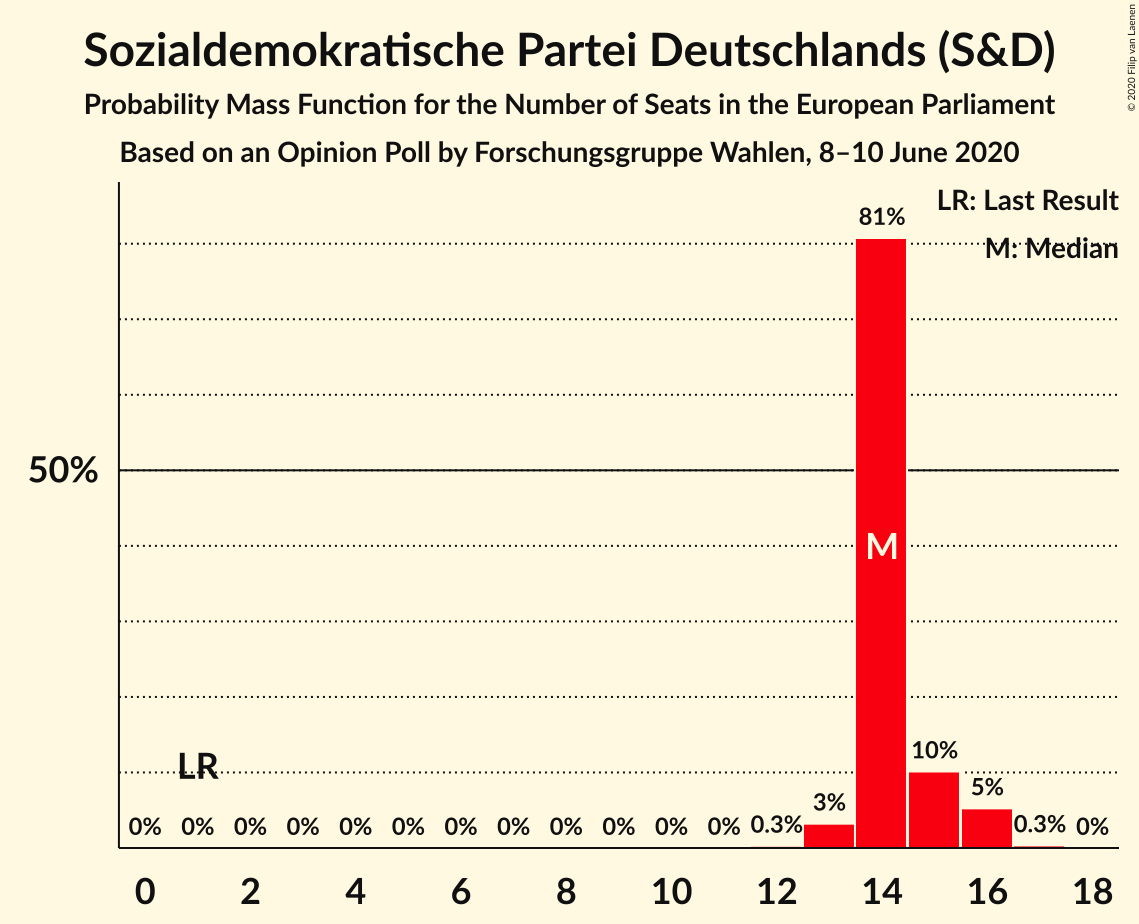 Sozialdemokratische Partei Deutschlands (S&D)
Probability Mass Function for the Number of Seats in the European Parliament
Based on an Opinion Poll by Forschungsgruppe Wahlen, 8–10 June 2020
© 2020 Filip van Laenen
LR: Last Result
M: Median
81%
50%
M
LR
10%
5%
3%
0% 0% 0% 0% 0% 0% 0% 0% 0% 0% 0% 0% 0.3% 0.3% 0%
0 2 4 6 8 10 12 14 16 18